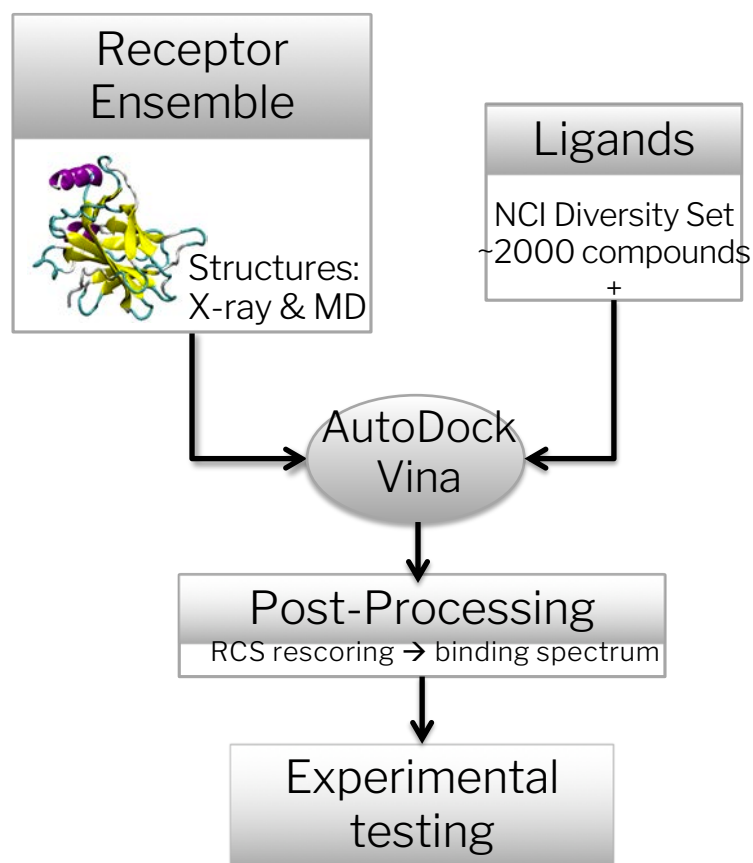 Receptor
Ensemble
Structures:
X-ray & MD
Ligands
NCI Diversity Set
~2000 compounds
+
AutoDock
Vina
Post-Processing
RCS rescoring → binding spectrum
Experimental
testing